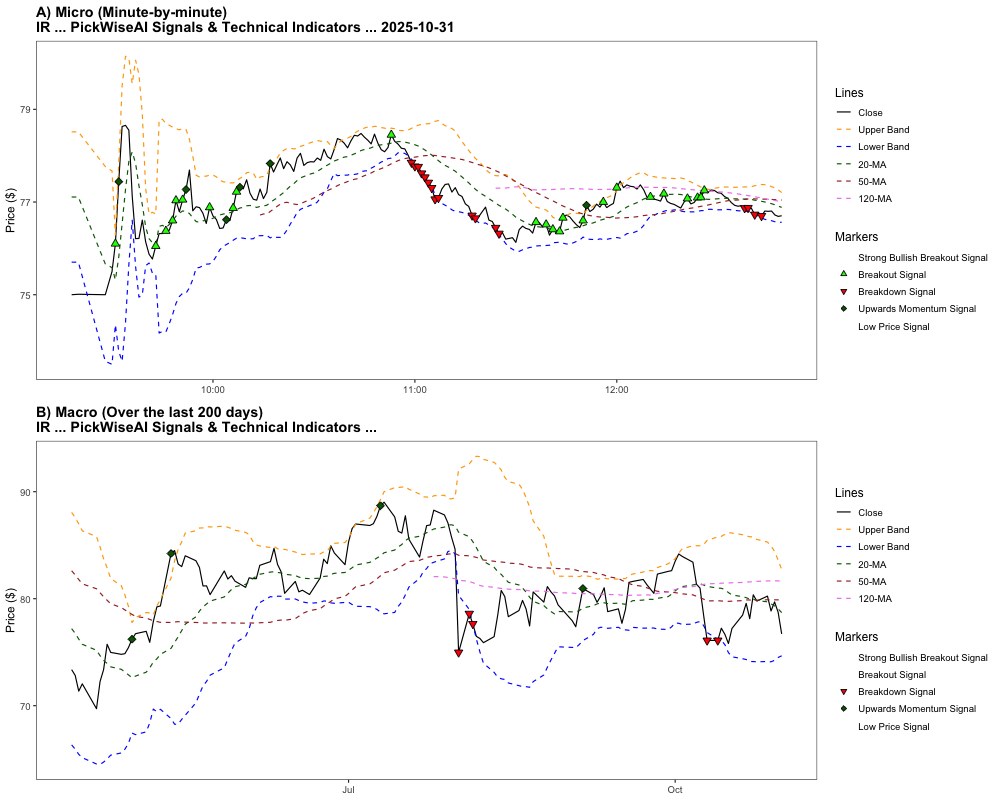 A) Micro (Minute-by-minute)
IR ... PickWiseAI Signals & Technical Indicators ... 2025-10-31
Price ($)
79
77
75
10:00
11:00
12:00
Lines
Close
Upper Band
Lower Band
20-MA
50-MA
120-MA
Markers
Strong Bullish Breakout Signal
Breakout Signal
Breakdown Signal
Upwards Momentum Signal
Low Price Signal
B) Macro (Over the last 200 days)
IR ... PickWiseAI Signals & Technical Indicators ...
Price ($)
90
80
70
Jul
Oct
Lines
Close
Upper Band
Lower Band
20-MA
50-MA
120-MA
Markers
Strong Bullish Breakout Signal
Breakout Signal
Breakdown Signal
Upwards Momentum Signal
Low Price Signal